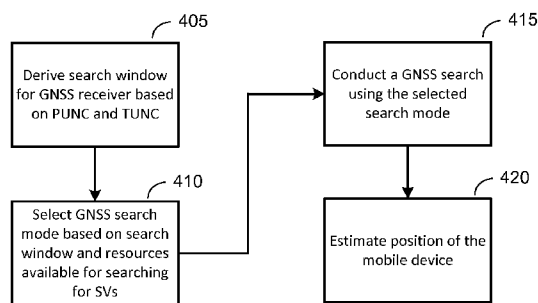 405
Derive search window
for GNSS receiver based
on PUNC and TUNC
410
Select GNSS search
mode based on search
window and resources
available for searching
for SVs
415
Conduct a GNSS search
using the selected
search mode
420
Estimate position of the
mobile device